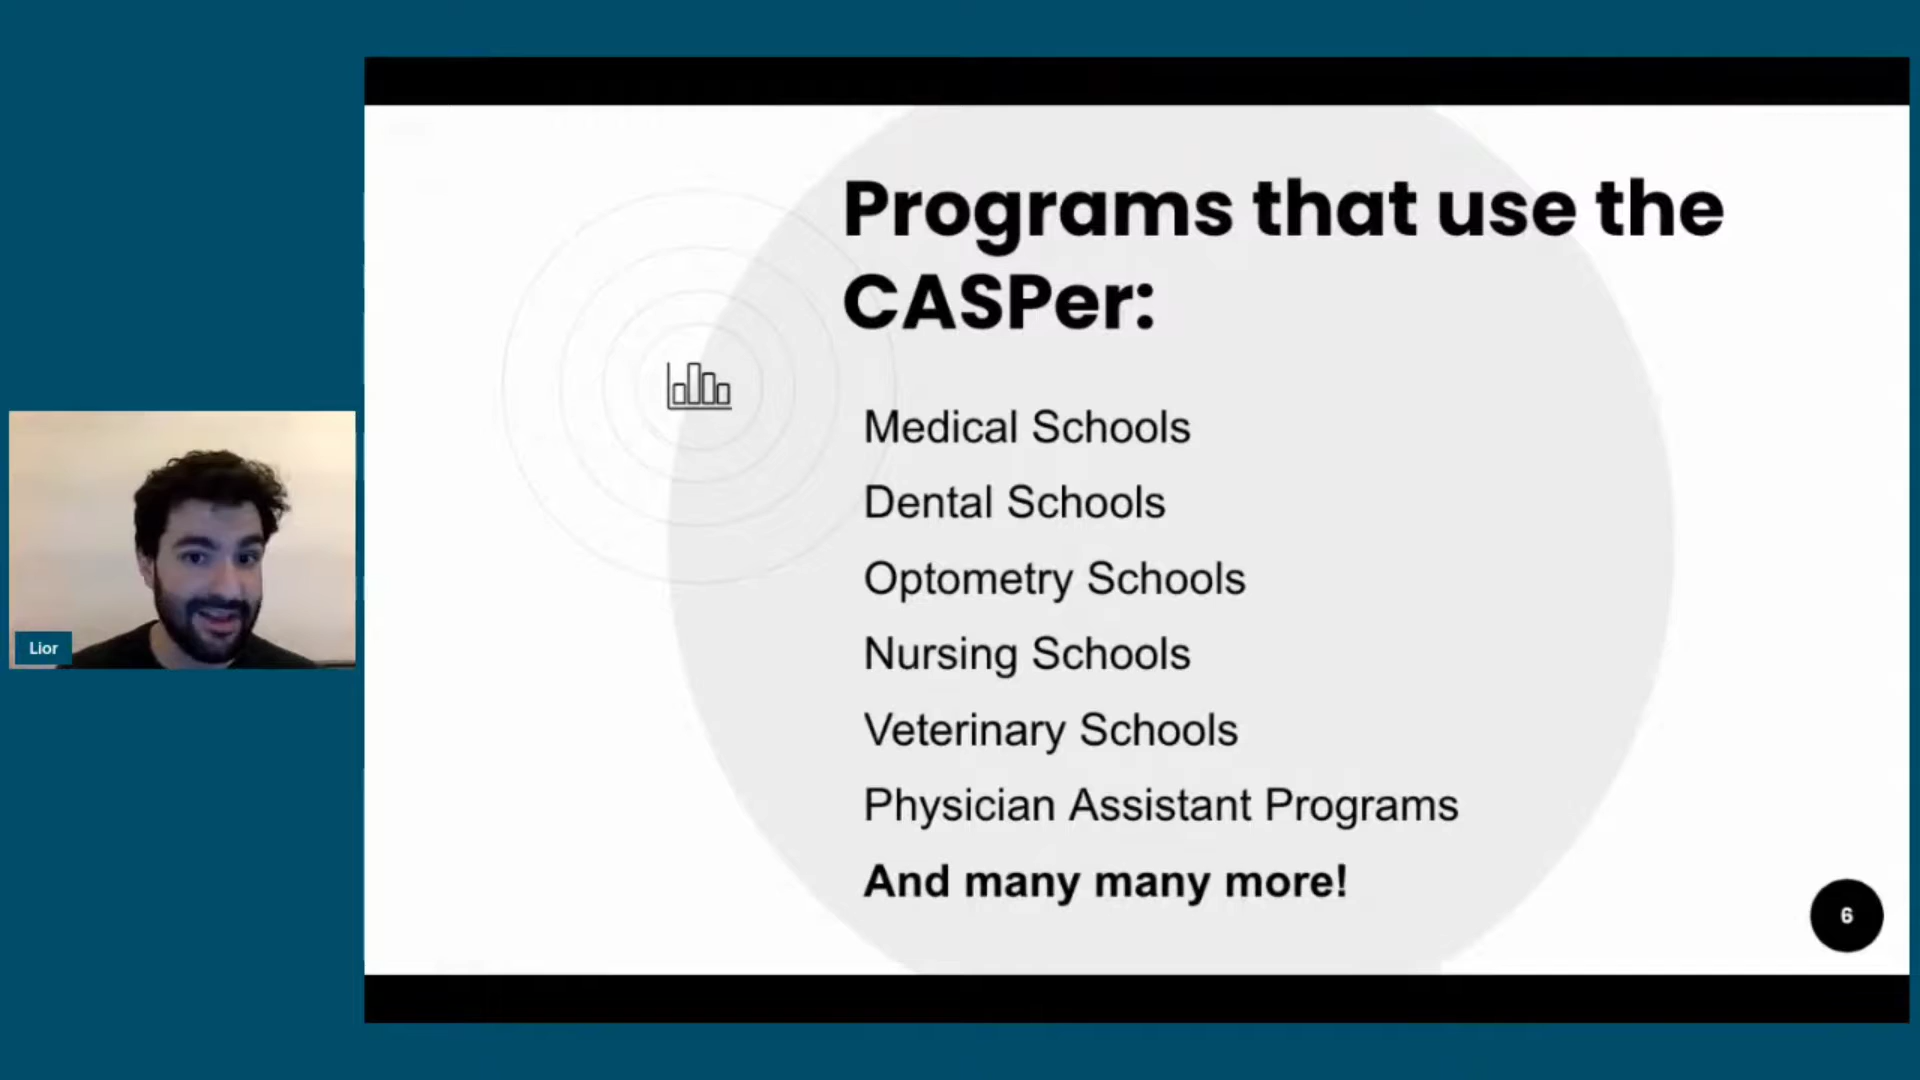 Programs that use the
CASPer:
Medical Schools
Dental Schools
Optometry Schools
Nursing Schools
Veterinary Schools
Physician Assistant Programs
And many many more!
Lior
6